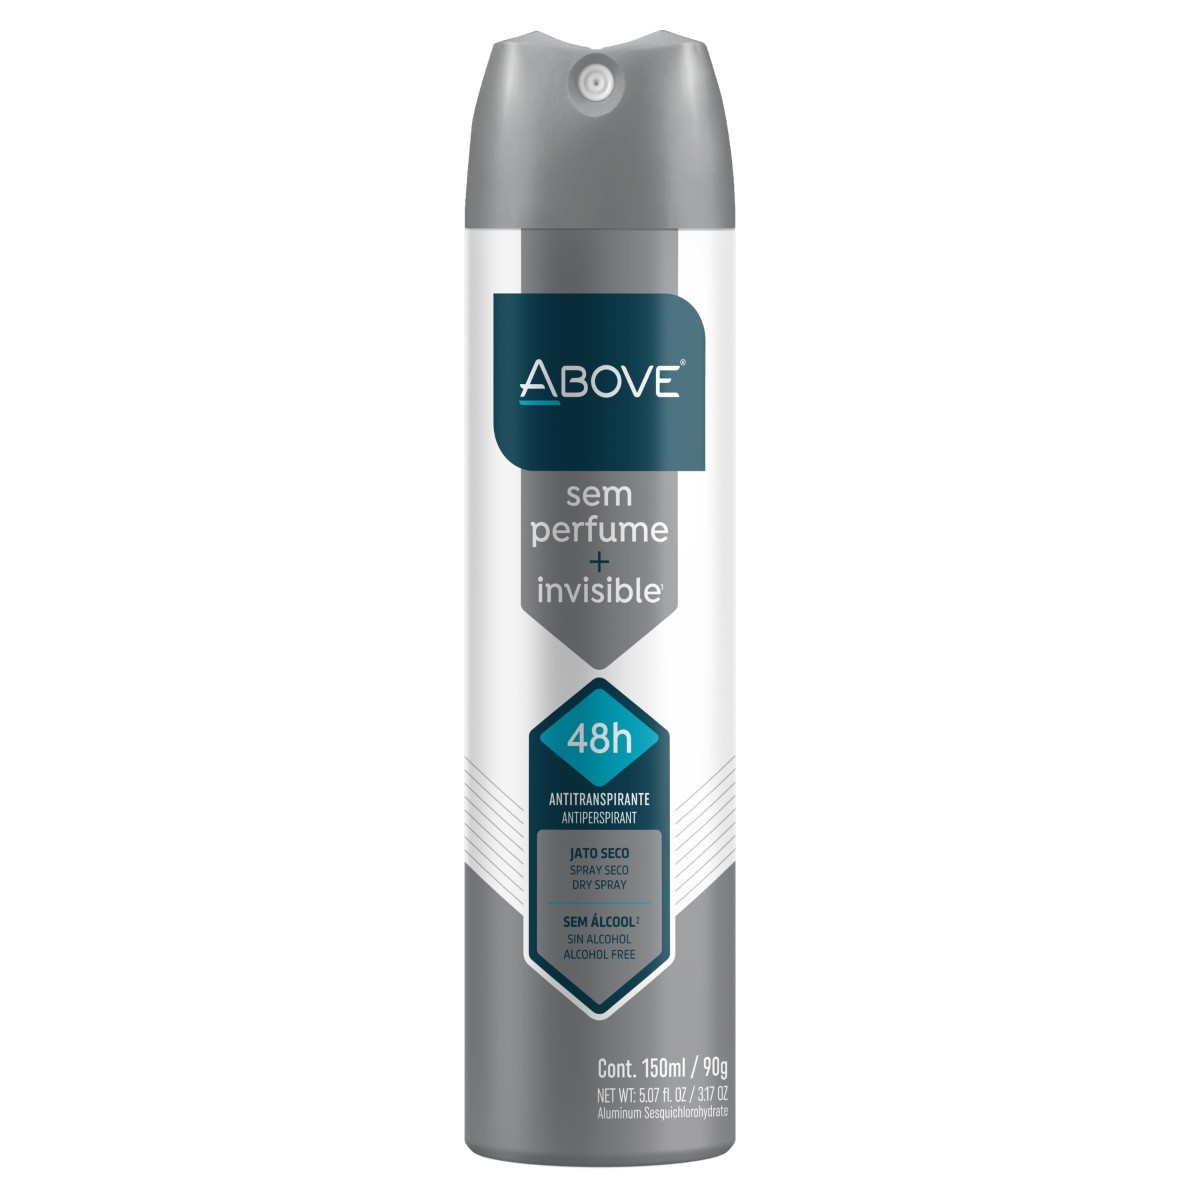 ABOVE®
sem
perfume
+
invisible¹
48h
ANTITRANSPIRANTE
ANTIPERSPIRANT
JATO SECO
SPRAY SECO
DRY SPRAY
SEM ÁLCOOL²
SIN ALCOHOL
ALCOHOL FREE
Cont. 150ml / 90g
NET WT: 5.07 fl. OZ / 3.17 OZ
Aluminum Sesquichlorohydrate